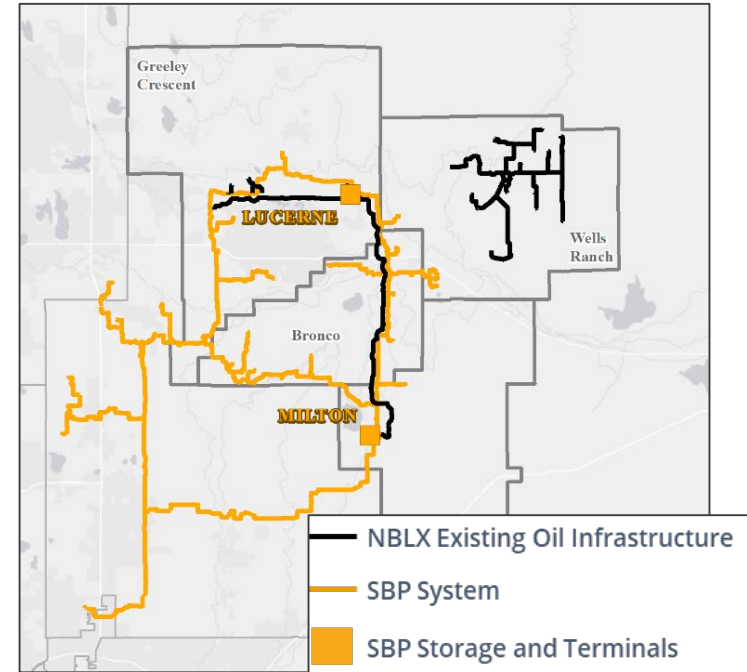 Greeley
Crescent
LUCERNE
Wells
Ranch
Bronco
MILTON
NBLX Existing Oil Infrastructure
SBP System
SBP Storage and Terminals